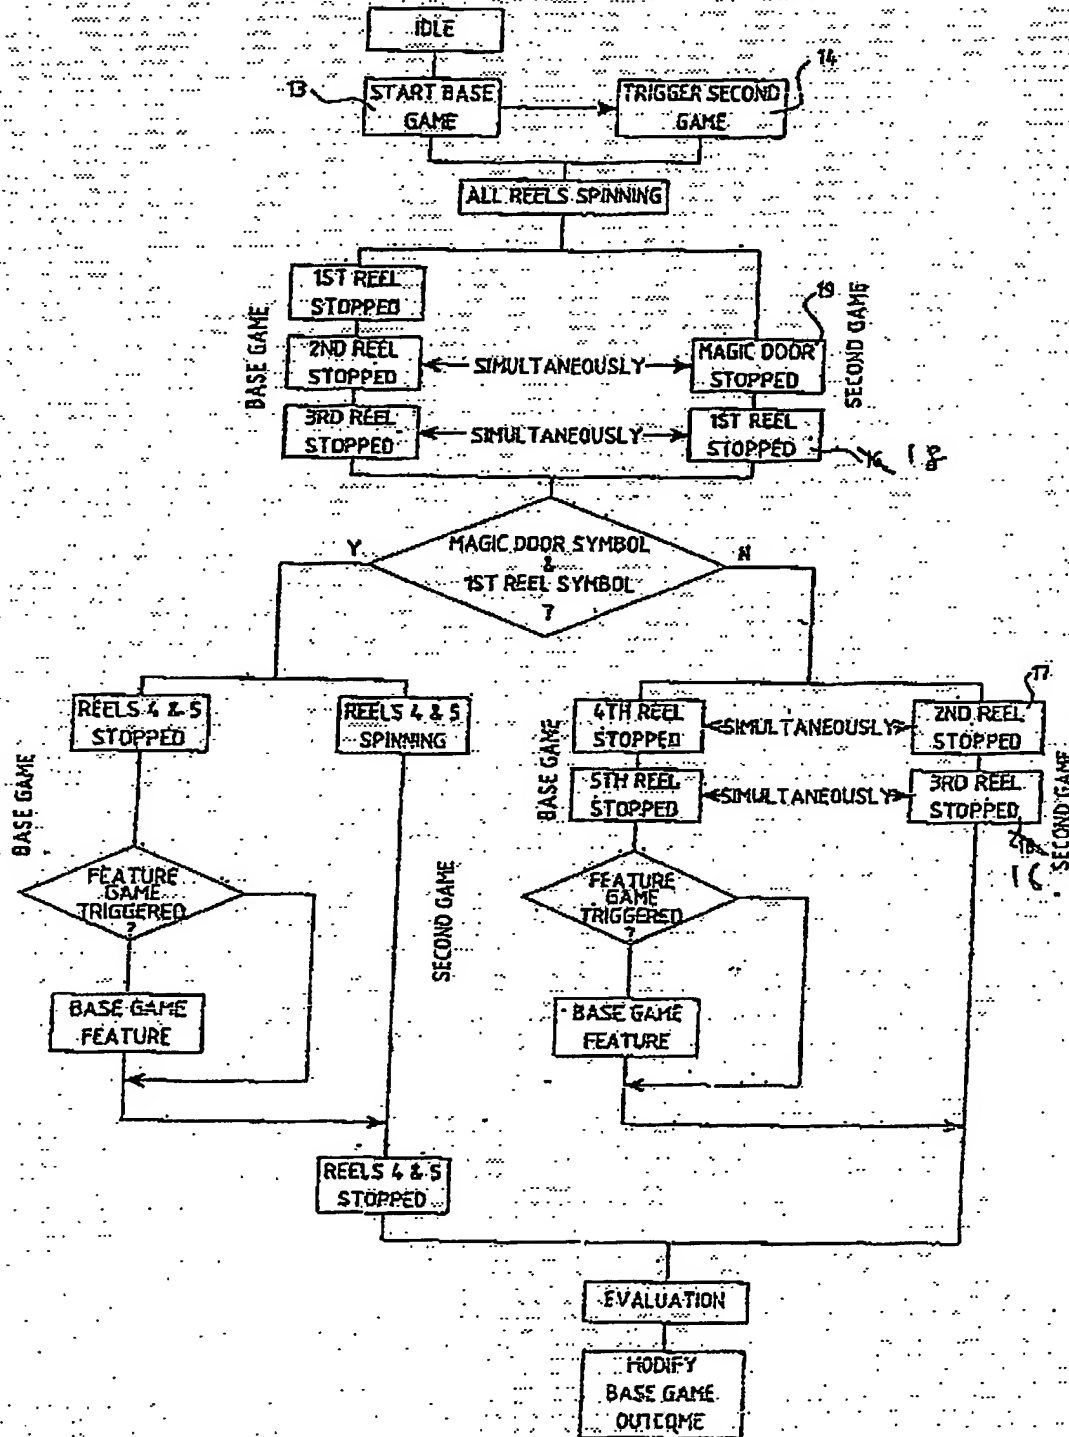 IDLE
13
START BASE
GAME
TRIGGER SECOND
GAME
14
ALL REELS SPINNING
BASE GAME
1ST REEL
STOPPED
2ND REEL
STOPPED
SIMULTANEOUSLY
MAGIC DOOR
STOPPED
19
SECOND GAME
3RD REEL
STOPPED
SIMULTANEOUSLY
1ST REEL
STOPPED
18
MAGIC DOOR SYMBOL
&
1ST REEL SYMBOL
?
Y
N
BASE GAME
REELS 4 & 5
STOPPED
REELS 4 & 5
SPINNING
SECOND GAME
FEATURE
GAME
TRIGGERED
?
BASE GAME
FEATURE
REELS 4 & 5
STOPPED
BASE GAME
4TH REEL
STOPPED
SIMULTANEOUSLY
2ND REEL
STOPPED
17
5TH REEL
STOPPED
SIMULTANEOUSLY
3RD REEL
STOPPED
16
SECOND GAME
FEATURE
GAME
TRIGGERED
?
BASE GAME
FEATURE
EVALUATION
MODIFY
BASE GAME
OUTCOME